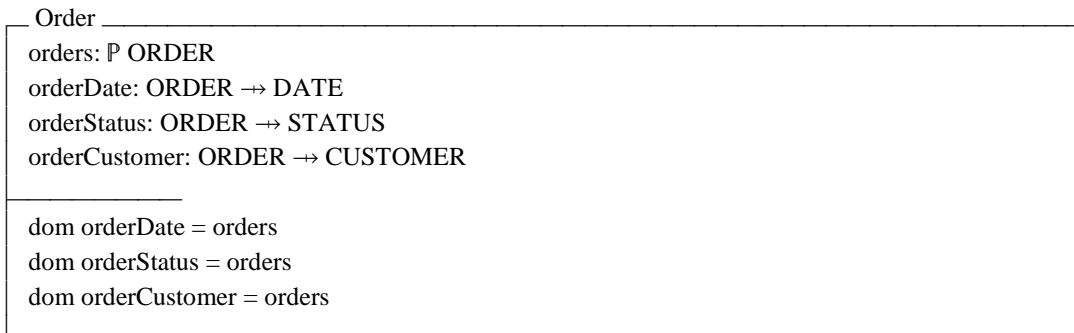 Order
orders: ℙ ORDER
orderDate: ORDER ⇸ DATE
orderStatus: ORDER ⇸ STATUS
orderCustomer: ORDER ⇸ CUSTOMER
dom orderDate = orders
dom orderStatus = orders
dom orderCustomer = orders